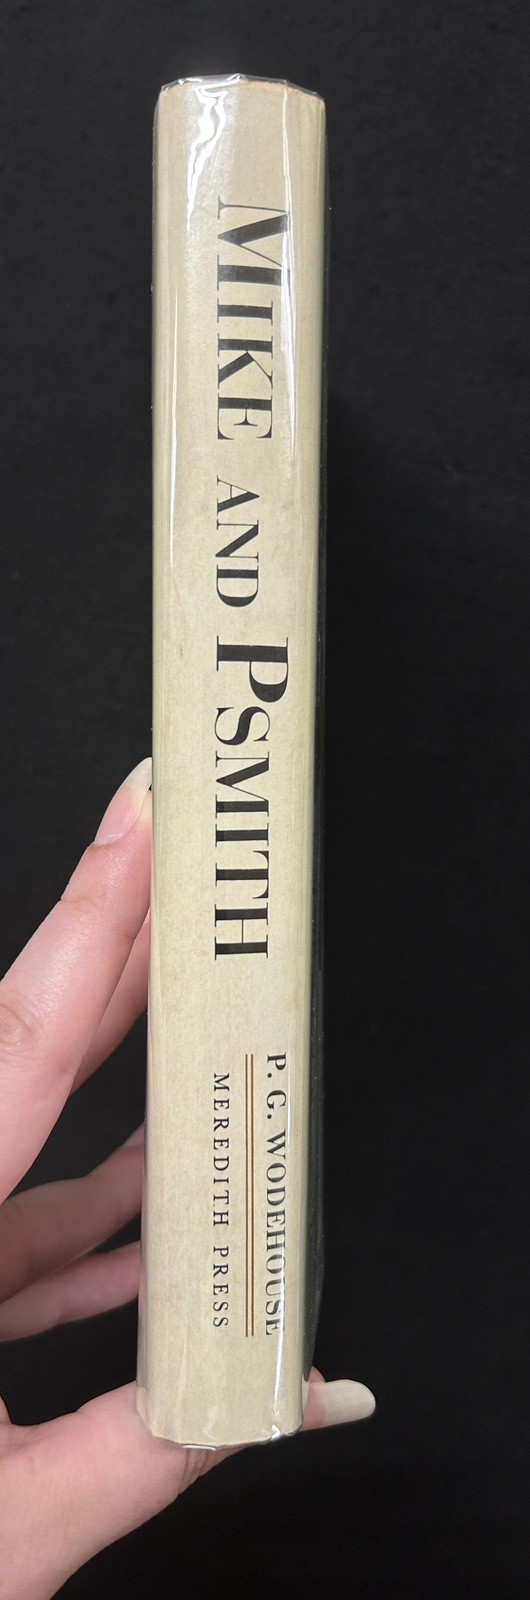 MIKE AND PSMITH
P. G. WODEHOUSE
MEREDITH PRESS